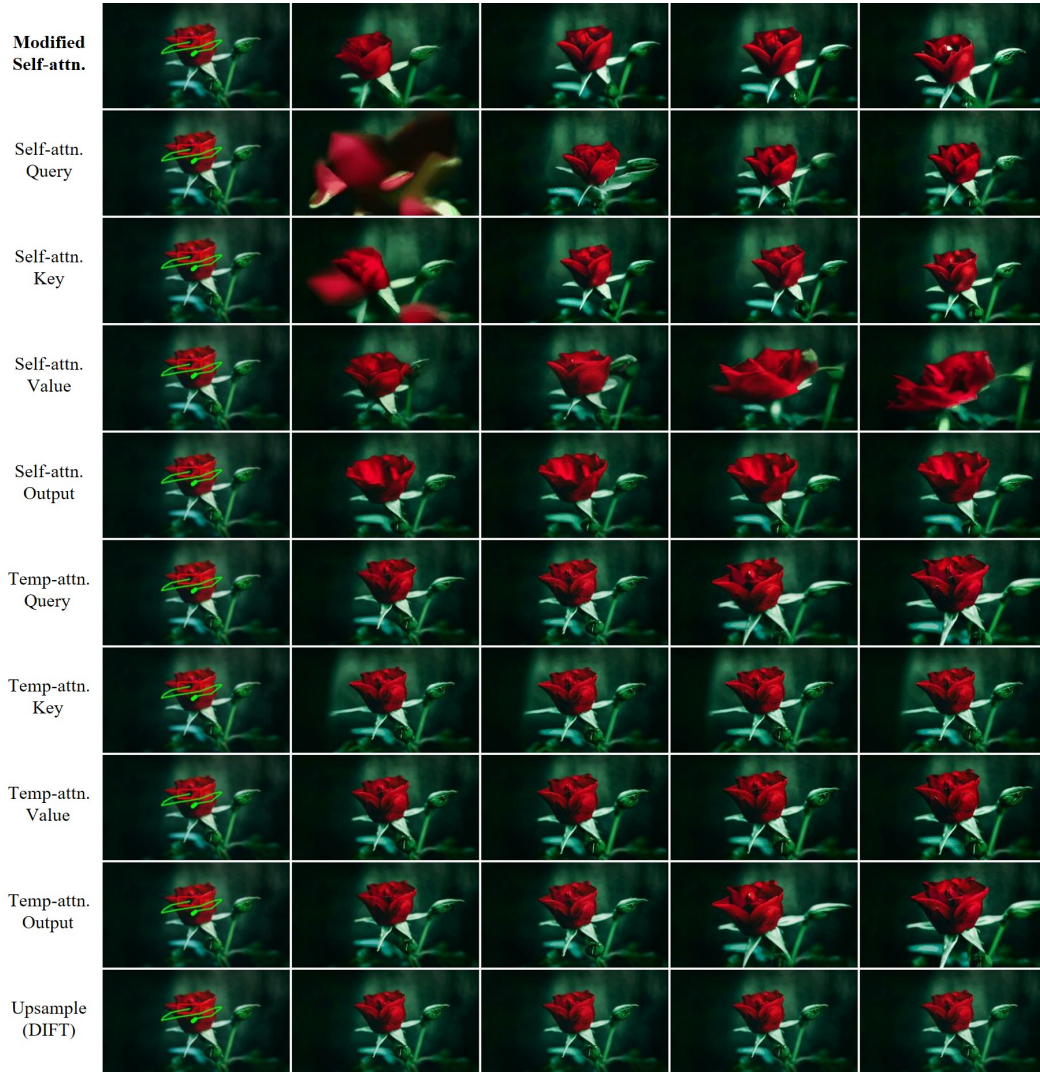 Modified
Self-attn.
Self-attn.
Query
Self-attn.
Key
Self-attn.
Value
Self-attn.
Output
Temp-attn.
Query
Temp-attn.
Key
Temp-attn.
Value
Temp-attn.
Output
Upsample
(DIFT)